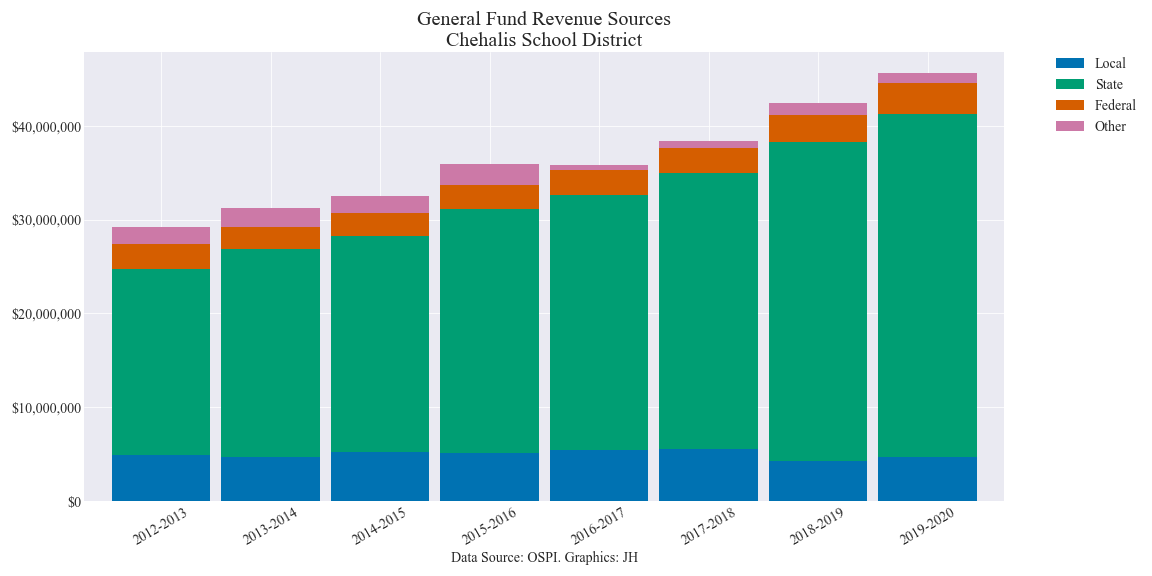 General Fund Revenue Sources
Chehalis School District
Local
State
Federal
Other
$40,000,000
$30,000,000
$20,000,000
$10,000,000
$0
2012-2013
2013-2014
2014-2015
2015-2016
2016-2017
2017-2018
2018-2019
2019-2020
Data Source: OSPI. Graphics: JH